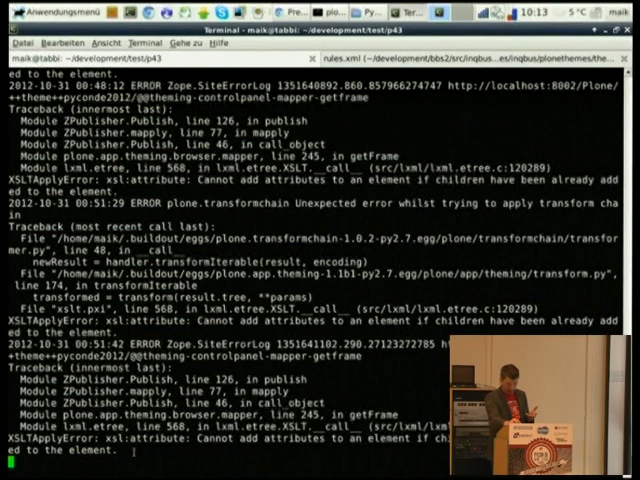 Anwendungsmenü
Pre...
plo...
Py...
Ter...
10:13
5 °C
maik
Terminal - maik@tabbi: ~/development/test/p43
Datei Bearbeiten Ansicht Terminal Gehe zu Hilfe
maik@tabbi: ~/development/test/p43
rules.xml (~/development/bbs2/src/inqbus...es/inqbus/plonethemes/the...
ed to the element.
2012-10-31 00:48:12 ERROR Zope.SiteErrorLog 1351640892.860.857966274747 http://localhost:8002/Plone/
++theme++pyconde2012/@@theming-controlpanel-mapper-getframe
Traceback (innermost last):
Module ZPublisher.Publish, line 126, in publish
Module ZPublisher.mapply, line 77, in mapply
Module ZPublisher.Publish, line 46, in call_object
Module plone.app.theming.browser.mapper, line 245, in getFrame
Module lxml.etree, line 568, in lxml.etree.XSLT.__call__ (src/lxml/lxml.etree.c:120289)
XSLTApplyError: xsl:attribute: Cannot add attributes to an element if children have been already add
ed to the element.
2012-10-31 00:51:29 ERROR plone.transformchain Unexpected error whilst trying to apply transform cha
in
Traceback (most recent call last):
File "/home/maik/.buildout/eggs/plone.transformchain-1.0.2-py2.7.egg/plone/transformchain/transfor
mer.py", line 48, in __call__
newResult = handler.transformIterable(result, encoding)
File "/home/maik/.buildout/eggs/plone.app.theming-1.1b1-py2.7.egg/plone/app/theming/transform.py",
line 174, in transformIterable
transformed = transform(result.tree, **params)
File "xslt.pxi", line 568, in lxml.etree.XSLT.__call__ (src/lxml/lxml.etree.c:120289)
XSLTApplyError: xsl:attribute: Cannot add attributes to an element if children have been already add
ed to the element.
2012-10-31 00:51:42 ERROR Zope.SiteErrorLog 1351641102.290.27123272785 ht
+theme++pyconde2012/@@theming-controlpanel-mapper-getframe
Traceback (innermost last):
Module ZPublisher.Publish, line 126, in publish
Module ZPublisher.mapply, line 77, in mapply
Module ZPublisher.Publish, line 46, in call_object
Module plone.app.theming.browser.mapper, line 245, in getFrame
Module lxml.etree, line 568, in lxml.etree.XSLT.__call__ (src/lxml/lxml
XSLTApplyError: xsl:attribute: Cannot add attributes to an element if chi
ed to the element.